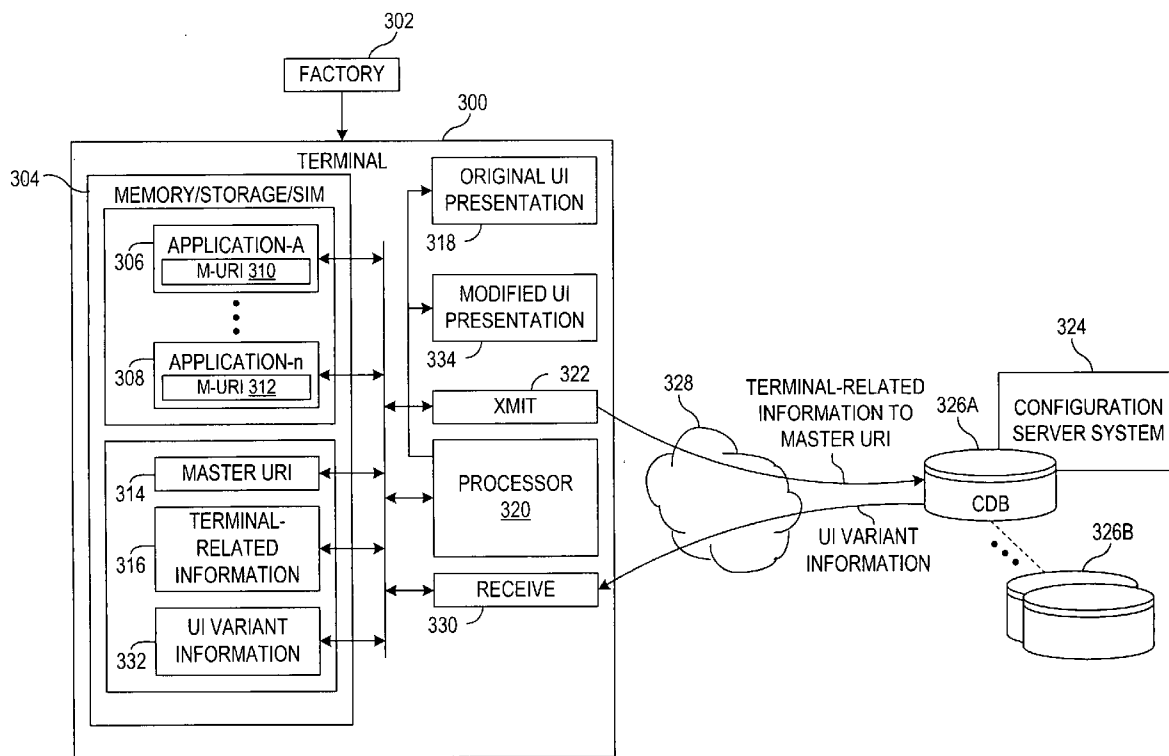 302
FACTORY
300
TERMINAL
304
MEMORY/STORAGE/SIM
306
APPLICATION-A
M-URI 310
308
APPLICATION-n
M-URI 312
314
MASTER URI
316
TERMINAL-
RELATED
INFORMATION
332
UI VARIANT
INFORMATION
ORIGINAL UI
PRESENTATION
318
MODIFIED UI
PRESENTATION
334
322
XMIT
PROCESSOR
320
RECEIVE
330
328
TERMINAL-RELATED
INFORMATION TO
MASTER URI
UI VARIANT
INFORMATION
324
CONFIGURATION
SERVER SYSTEM
326A
CDB
326B